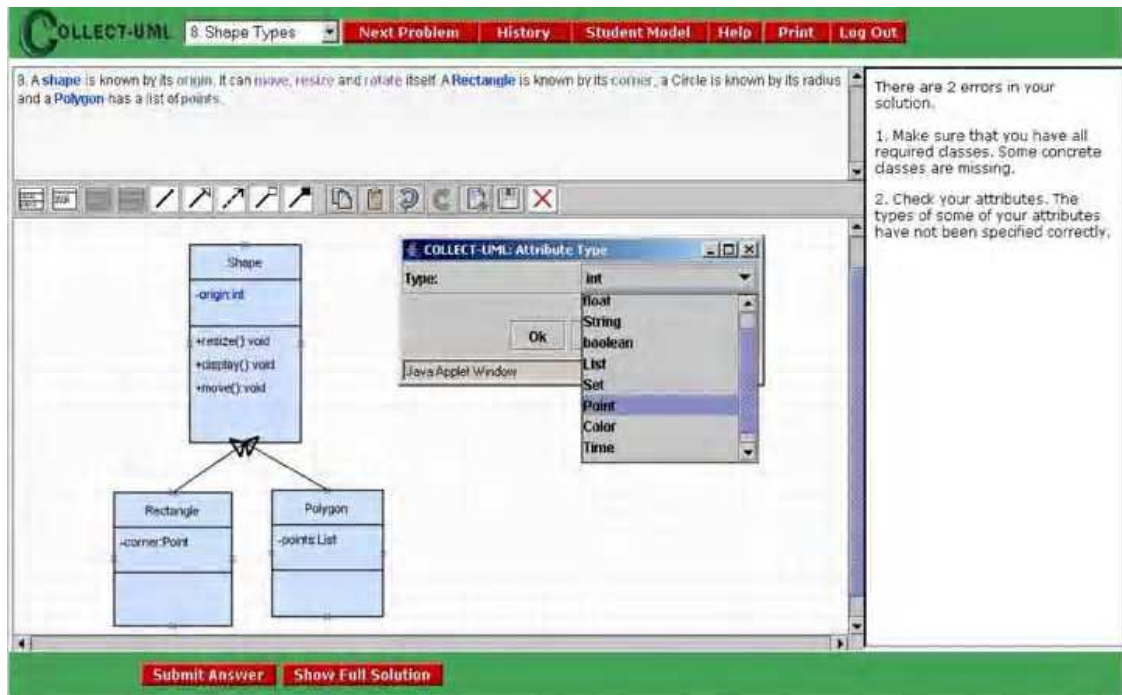 COLLECT-UML
8. Shape Types
Next Problem
History
Student Model
Help
Print
Log Out
8. A shape is known by its origin. It can move, resize and rotate itself. A Rectangle is known by its corner, a Circle is known by its radius
and a Polygon has a list of points.
There are 2 errors in your
solution.
1. Make sure that you have all
required classes. Some concrete
classes are missing.
2. Check your attributes. The
types of some of your attributes
have not been specified correctly.
Shape
-origin:int
+resize():void
+display():void
+move():void
Rectangle
-corner:Point
Polygon
-points:List
COLLECT-UML: Attribute Type
Type:
int
float
String
boolean
List
Set
Point
Color
Time
Ok
Java Applet Window
Submit Answer
Show Full Solution